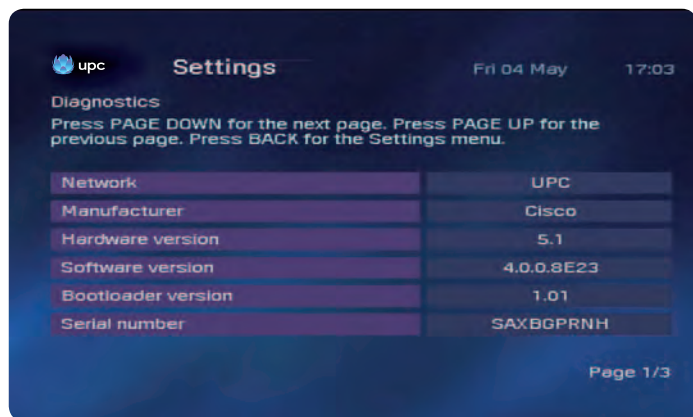 upc Settings Fri 04 May 17:03
Diagnostics
Press PAGE DOWN for the next page. Press PAGE UP for the
previous page. Press BACK for the Settings menu.
Network UPC
Manufacturer Cisco
Hardware version 5.1
Software version 4.0.0.8E23
Bootloader version 1.01
Serial number SAXBGPRNH
Page 1/3